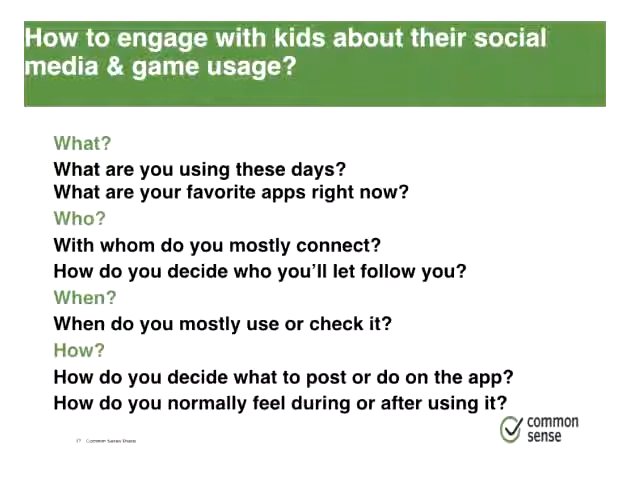 How to engage with kids about their social
media & game usage?
What?
What are you using these days?
What are your favorite apps right now?
Who?
With whom do you mostly connect?
How do you decide who you’ll let follow you?
When?
When do you mostly use or check it?
How?
How do you decide what to post or do on the app?
How do you normally feel during or after using it?
common
sense
Common Sense